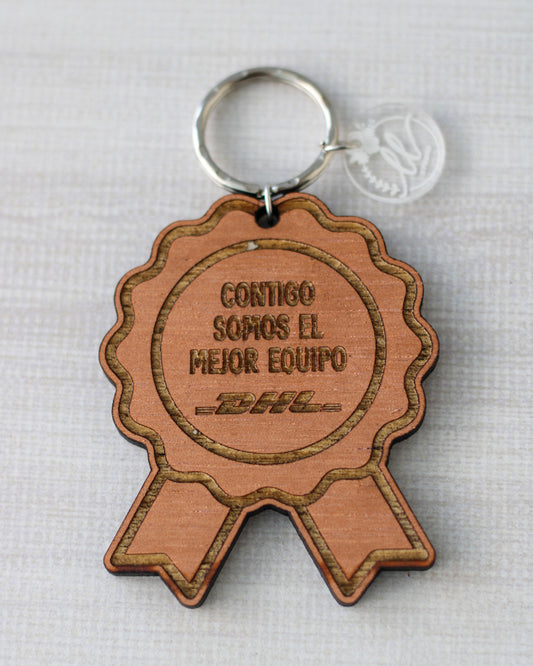 CONTIGO
SOMOS EL
MEJOR EQUIPO
DHL